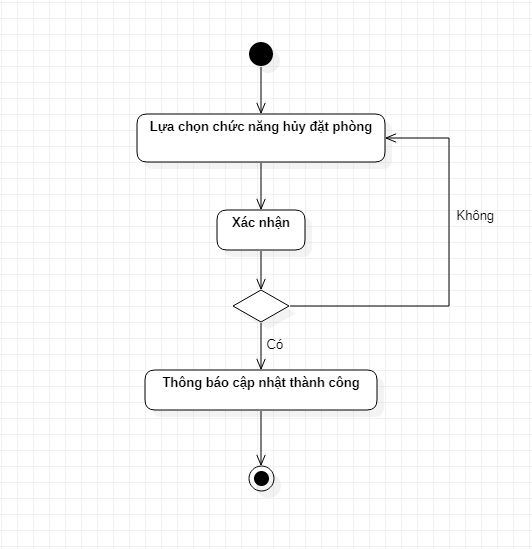 Lựa chọn chức năng hủy đặt phòng
Xác nhận
Không
Có
Thông báo cập nhật thành công